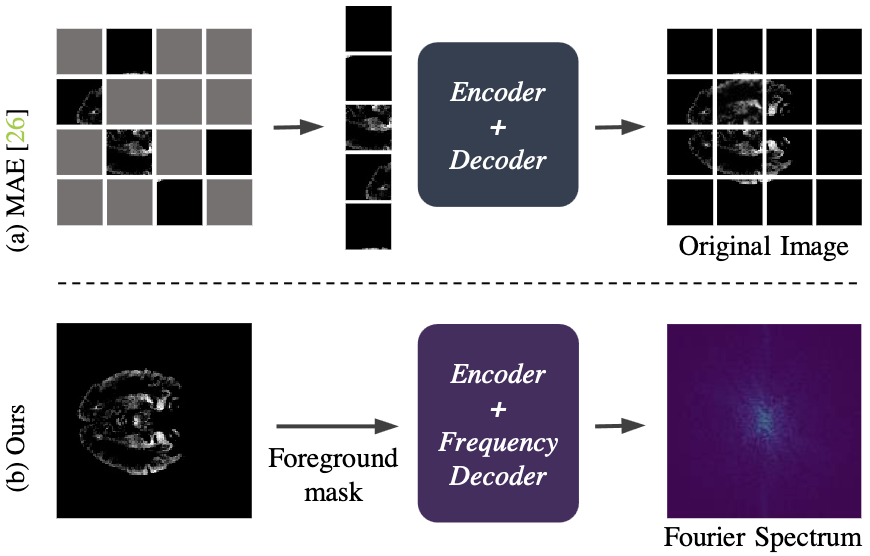 (a) MAE [26]
Encoder
+
Decoder
Original Image
(b) Ours
Foreground
mask
Encoder
+
Frequency
Decoder
Fourier Spectrum